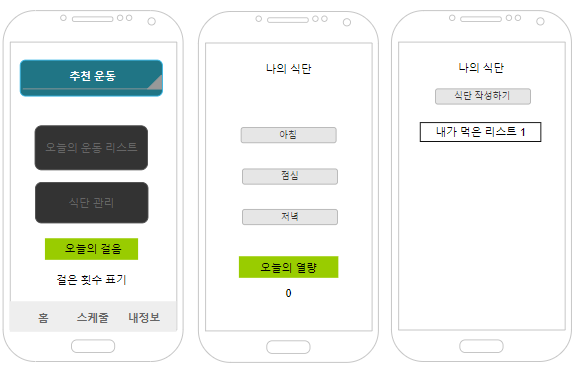 추천 운동
오늘의 운동 리스트
식단 관리
오늘의 걸음
걸은 횟수 표기
홈 스케줄 내정보
나의 식단
아침
점심
저녁
오늘의 열량
0
나의 식단
식단 작성하기
내가 먹은 리스트 1